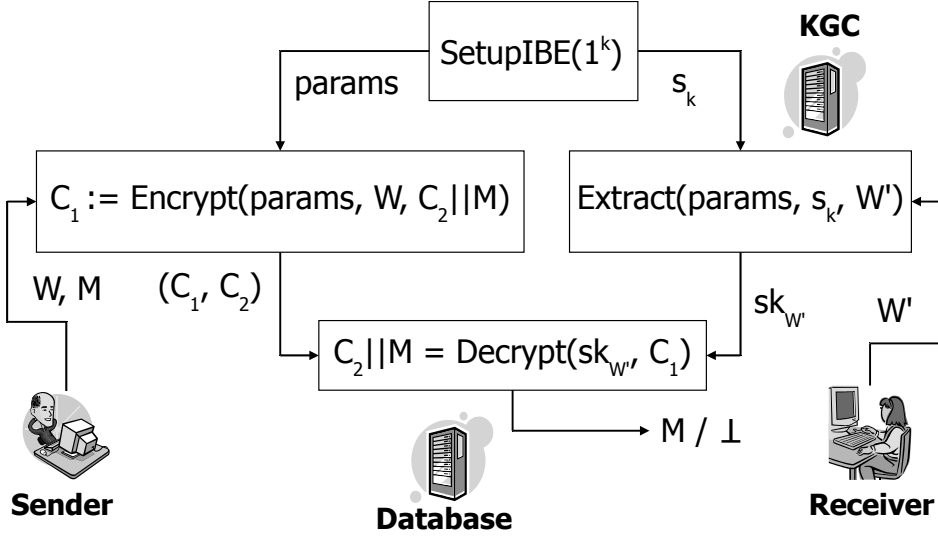 KGC
SetupIBE(1^k)
params
s_k
C_1 := Encrypt(params, W, C_2||M)
Extract(params, s_k, W')
W, M
(C_1, C_2)
sk_W'
W'
C_2||M = Decrypt(sk_W', C_1)
M / ⊥
Sender
Database
Receiver